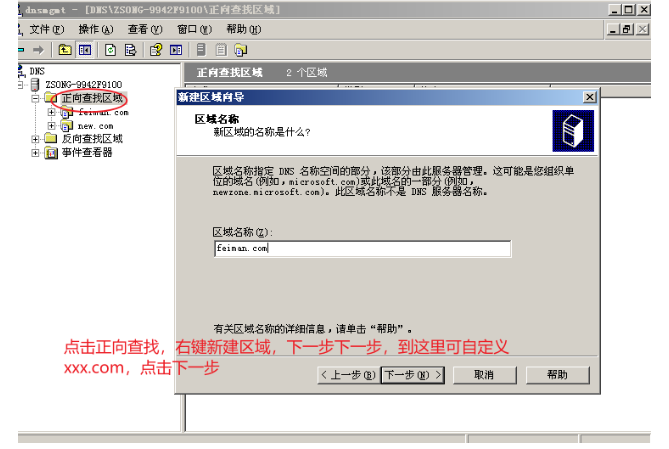 dnsmgmt - [DNS\ZSONG-9942F9100\正向查找区域]
文件(F) 操作(A) 查看(V) 窗口(W) 帮助(H)
DNS
ZSONG-9942F9100
正向查找区域
feiman.com
new.com
反向查找区域
事件查看器
正向查找区域 2 个区域
新建区域向导
区域名称
新区域的名称是什么?
区域名称指定 DNS 名称空间的部分，该部分由此服务器管理。这可能是您组织单
位的域名(例如，microsoft.com)或此域名的一部分(例如，
newzone.microsoft.com)。此区域名称不是 DNS 服务器名称。
区域名称(Z):
feiman.com
有关区域名称的详细信息，请单击“帮助”。
点击正向查找，右键新建区域，下一步下一步，到这里可自定义
xxx.com，点击下一步
< 上一步(B) 下一步(N) > 取消 帮助